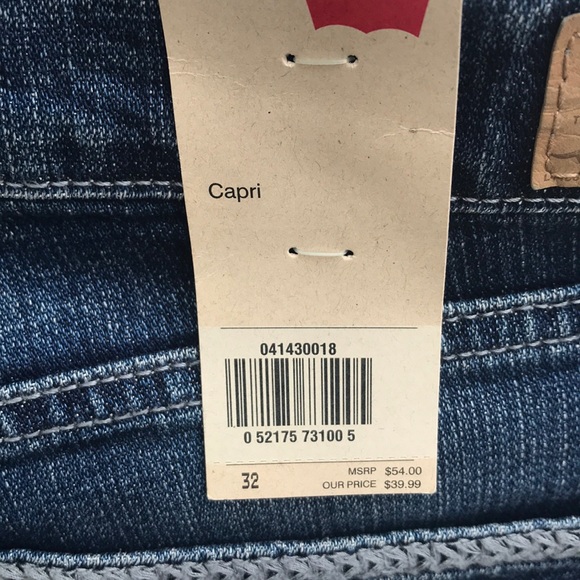 Capri
041430018
0 52175 73100 5
32
MSRP $54.00
OUR PRICE $39.99